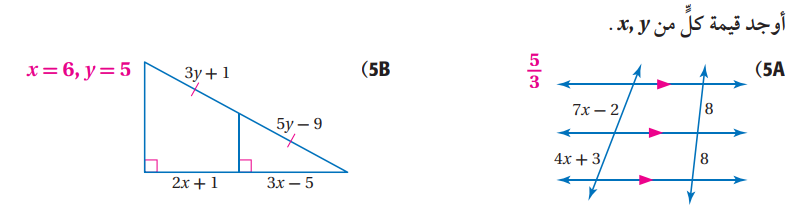 أوجد قيمة كلٍّ من x, y .
(5A
5/3
7x – 2
8
4x + 3
8
(5B
x = 6, y = 5
3y + 1
5y – 9
2x + 1
3x – 5